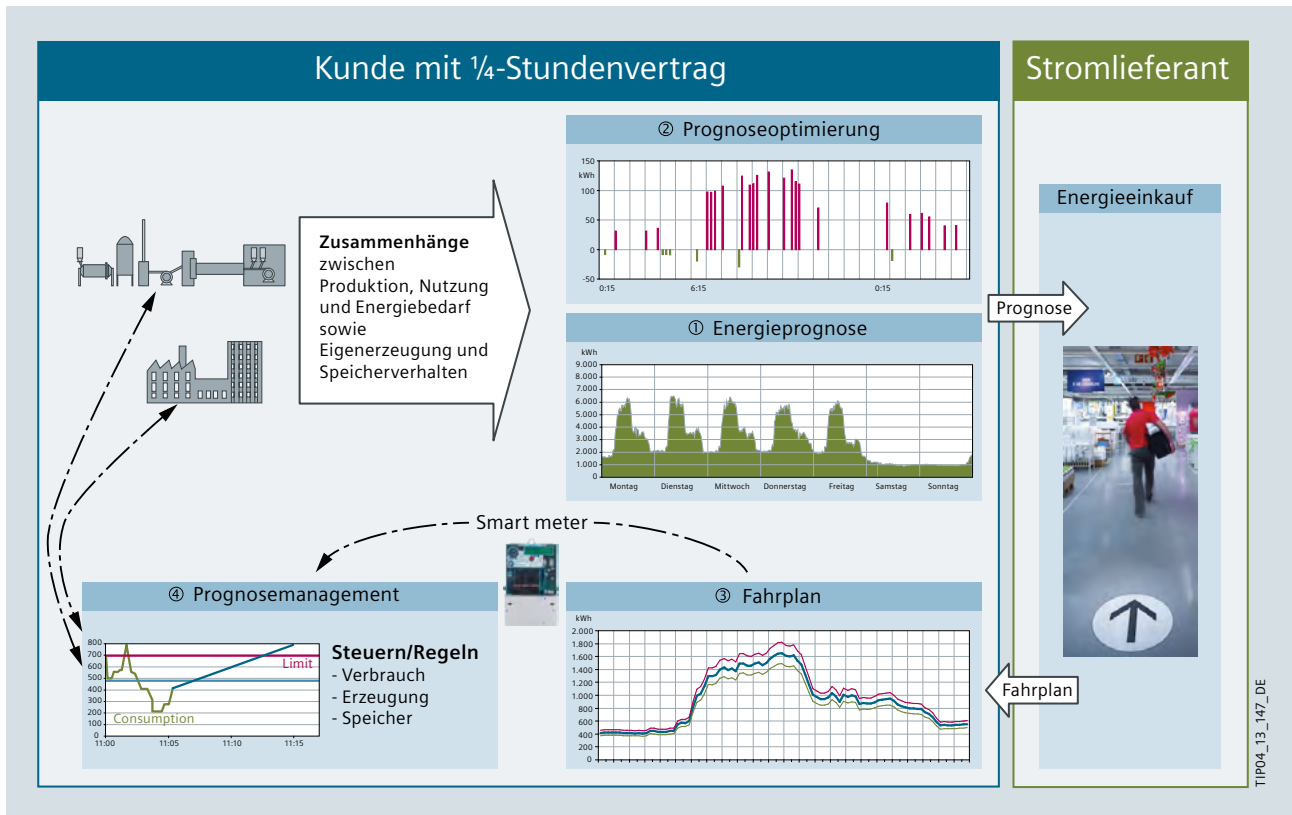 Kunde mit ¼-Stundenvertrag
Stromlieferant
② Prognoseoptimierung
150
kWh
100
50
0
-50
0:15
6:15
0:15
Zusammenhänge
zwischen
Produktion, Nutzung
und Energiebedarf
sowie
Eigenerzeugung und
Speicherverhalten
Energieeinkauf
Prognose
① Energieprognose
kWh
9.000
8.000
7.000
6.000
5.000
4.000
3.000
2.000
1.000
0
Montag
Dienstag
Mittwoch
Donnerstag
Freitag
Samstag
Sonntag
Smart meter
④ Prognosemanagement
800
700
600
500
400
300
200
100
0
11:00
11:05
11:10
11:15
Limit
Consumption
Steuern/Regeln
- Verbrauch
- Erzeugung
- Speicher
③ Fahrplan
kWh
2.000
1.800
1.600
1.400
1.200
1.000
800
600
400
200
0
Fahrplan
TIP04_13_147_DE